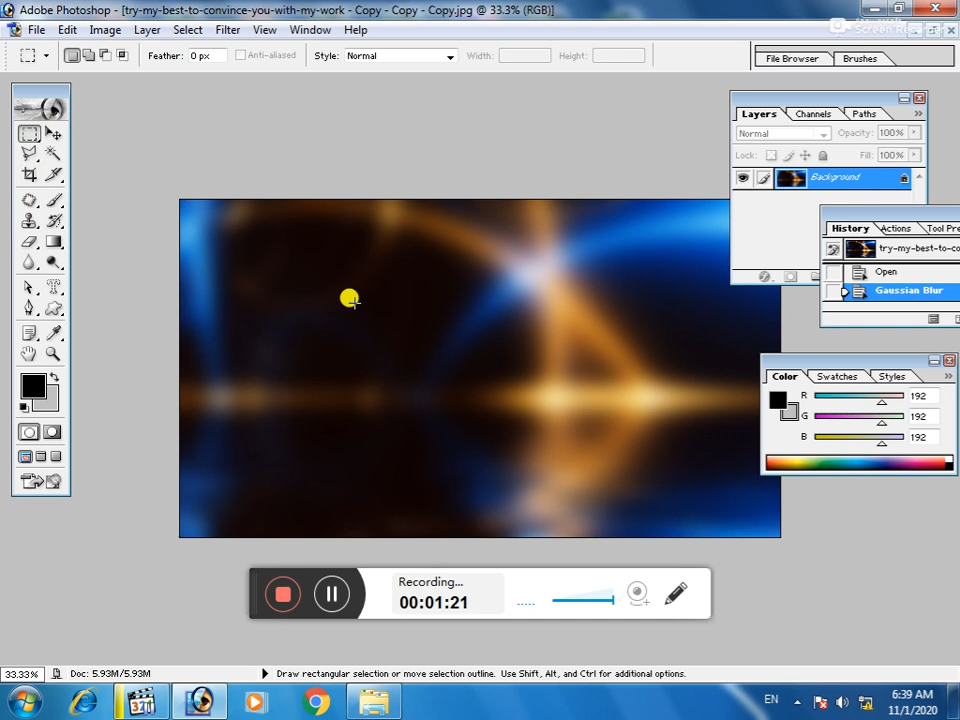 Adobe Photoshop - [try-my-best-to-convince-you-with-my-work - Copy - Copy - Copy.jpg @ 33.3% (RGB)]
File Edit Image Layer Select Filter View Window Help
Feather: 0 px Anti-aliased Style: Normal Width: Height: File Browser Brushes
Layers Channels Paths
Normal Opacity: 100%
Lock: Fill: 100%
Background
History Actions Tool Pre
try-my-best-to-co
Open
Gaussian Blur
Color Swatches Styles
R 192
G 192
B 192
Recording...
00:01:21
33.33% Doc: 5.93M/5.93M Draw rectangular selection or move selection outline. Use Shift, Alt, and Ctrl for additional options.
321 EN 6:39 AM
11/1/2020